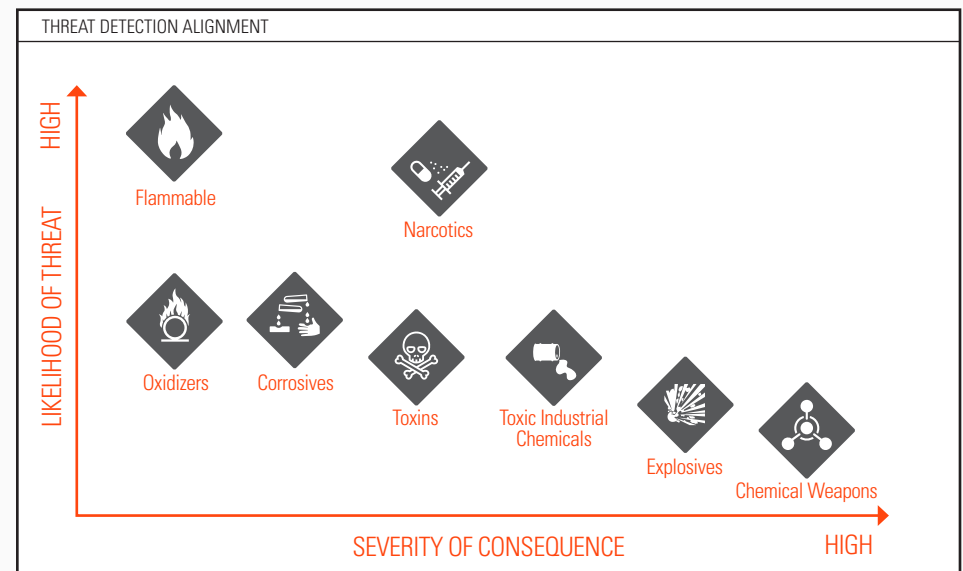 THREAT DETECTION ALIGNMENT
HIGH
LIKELIHOOD OF THREAT
Flammable
Narcotics
Oxidizers
Corrosives
Toxins
Toxic Industrial
Chemicals
Explosives
Chemical Weapons
SEVERITY OF CONSEQUENCE
HIGH